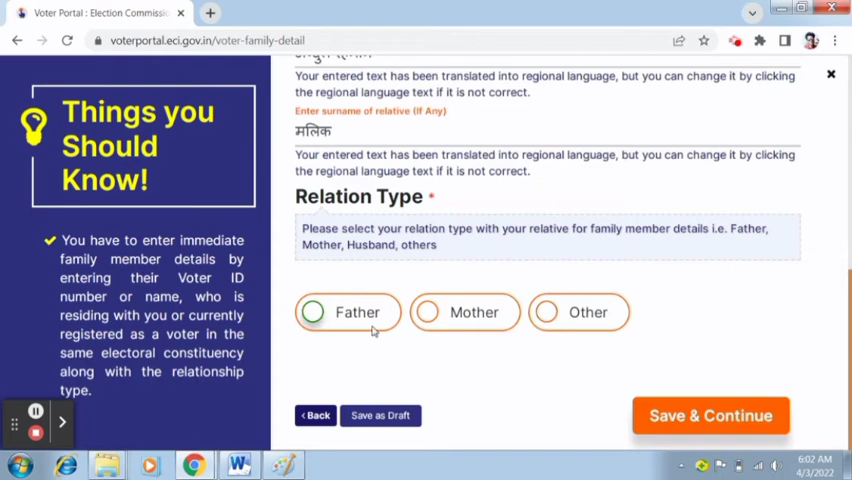 Voter Portal : Election Commissi
voterportal.eci.gov.in/voter-family-detail
Things you
Should
Know!
You have to enter immediate
family member details by
entering their Voter ID
number or name, who is
residing with you or currently
registered as a voter in the
same electoral constituency
along with the relationship
type.
Your entered text has been translated into regional language, but you can change it by clicking
the regional language text if it is not correct.
Enter surname of relative (If Any)
मलिक
Your entered text has been translated into regional language, but you can change it by clicking
the regional language text if it is not correct.
Relation Type *
Please select your relation type with your relative for family member details i.e. Father,
Mother, Husband, others
Father Mother Other
Back Save as Draft Save & Continue
6:02 AM
4/3/2022